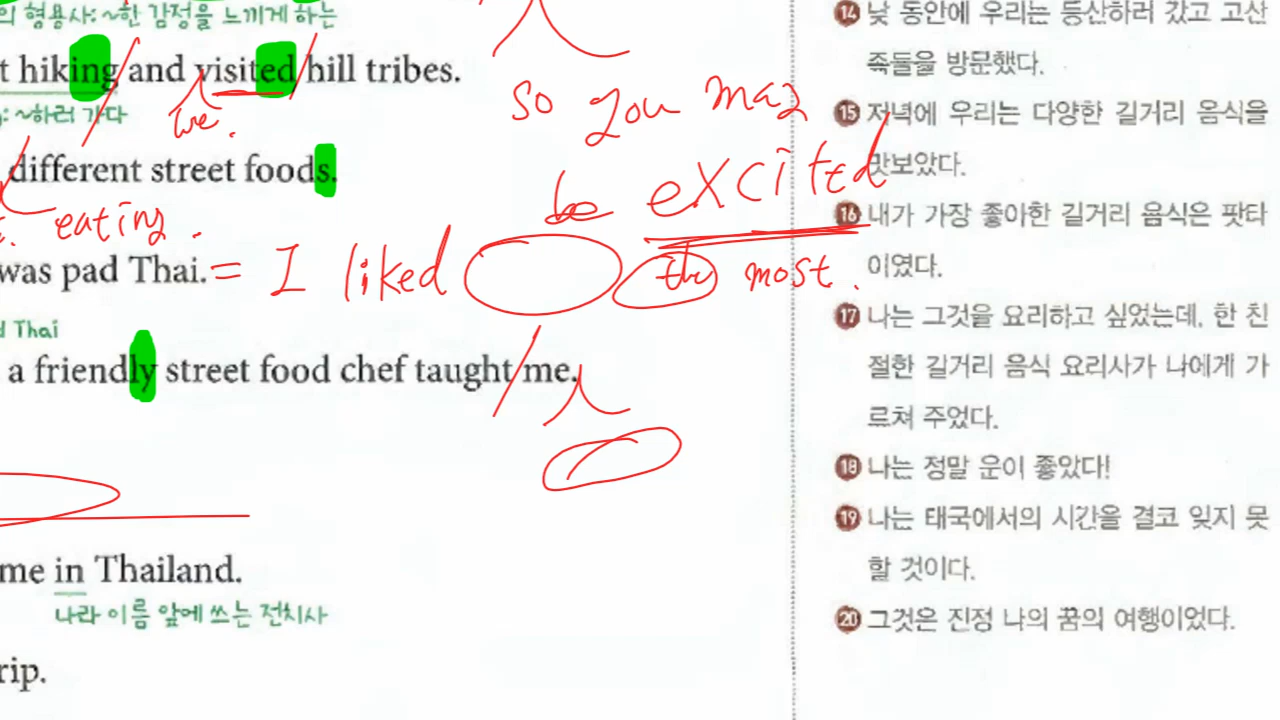 의 형용사: ~한 감정을 느끼게 하는
t hiking and visited hill tribes.
: ~하러 가다
we.
so you may
be excited
different street foods.
eating.
was pad Thai. = I liked the most.
d Thai
a friendly street food chef taught me.
me in Thailand.
나라 이름 앞에 쓰는 전치사
rip.
14 낮 동안에 우리는 등산하러 갔고 고산
족들을 방문했다.
15 저녁에 우리는 다양한 길거리 음식을
맛보았다.
16 내가 가장 좋아한 길거리 음식은 팟타
이였다.
17 나는 그것을 요리하고 싶었는데, 한 친
절한 길거리 음식 요리사가 나에게 가
르쳐 주었다.
18 나는 정말 운이 좋았다!
19 나는 태국에서의 시간을 결코 잊지 못
할 것이다.
20 그것은 진정 나의 꿈의 여행이었다.